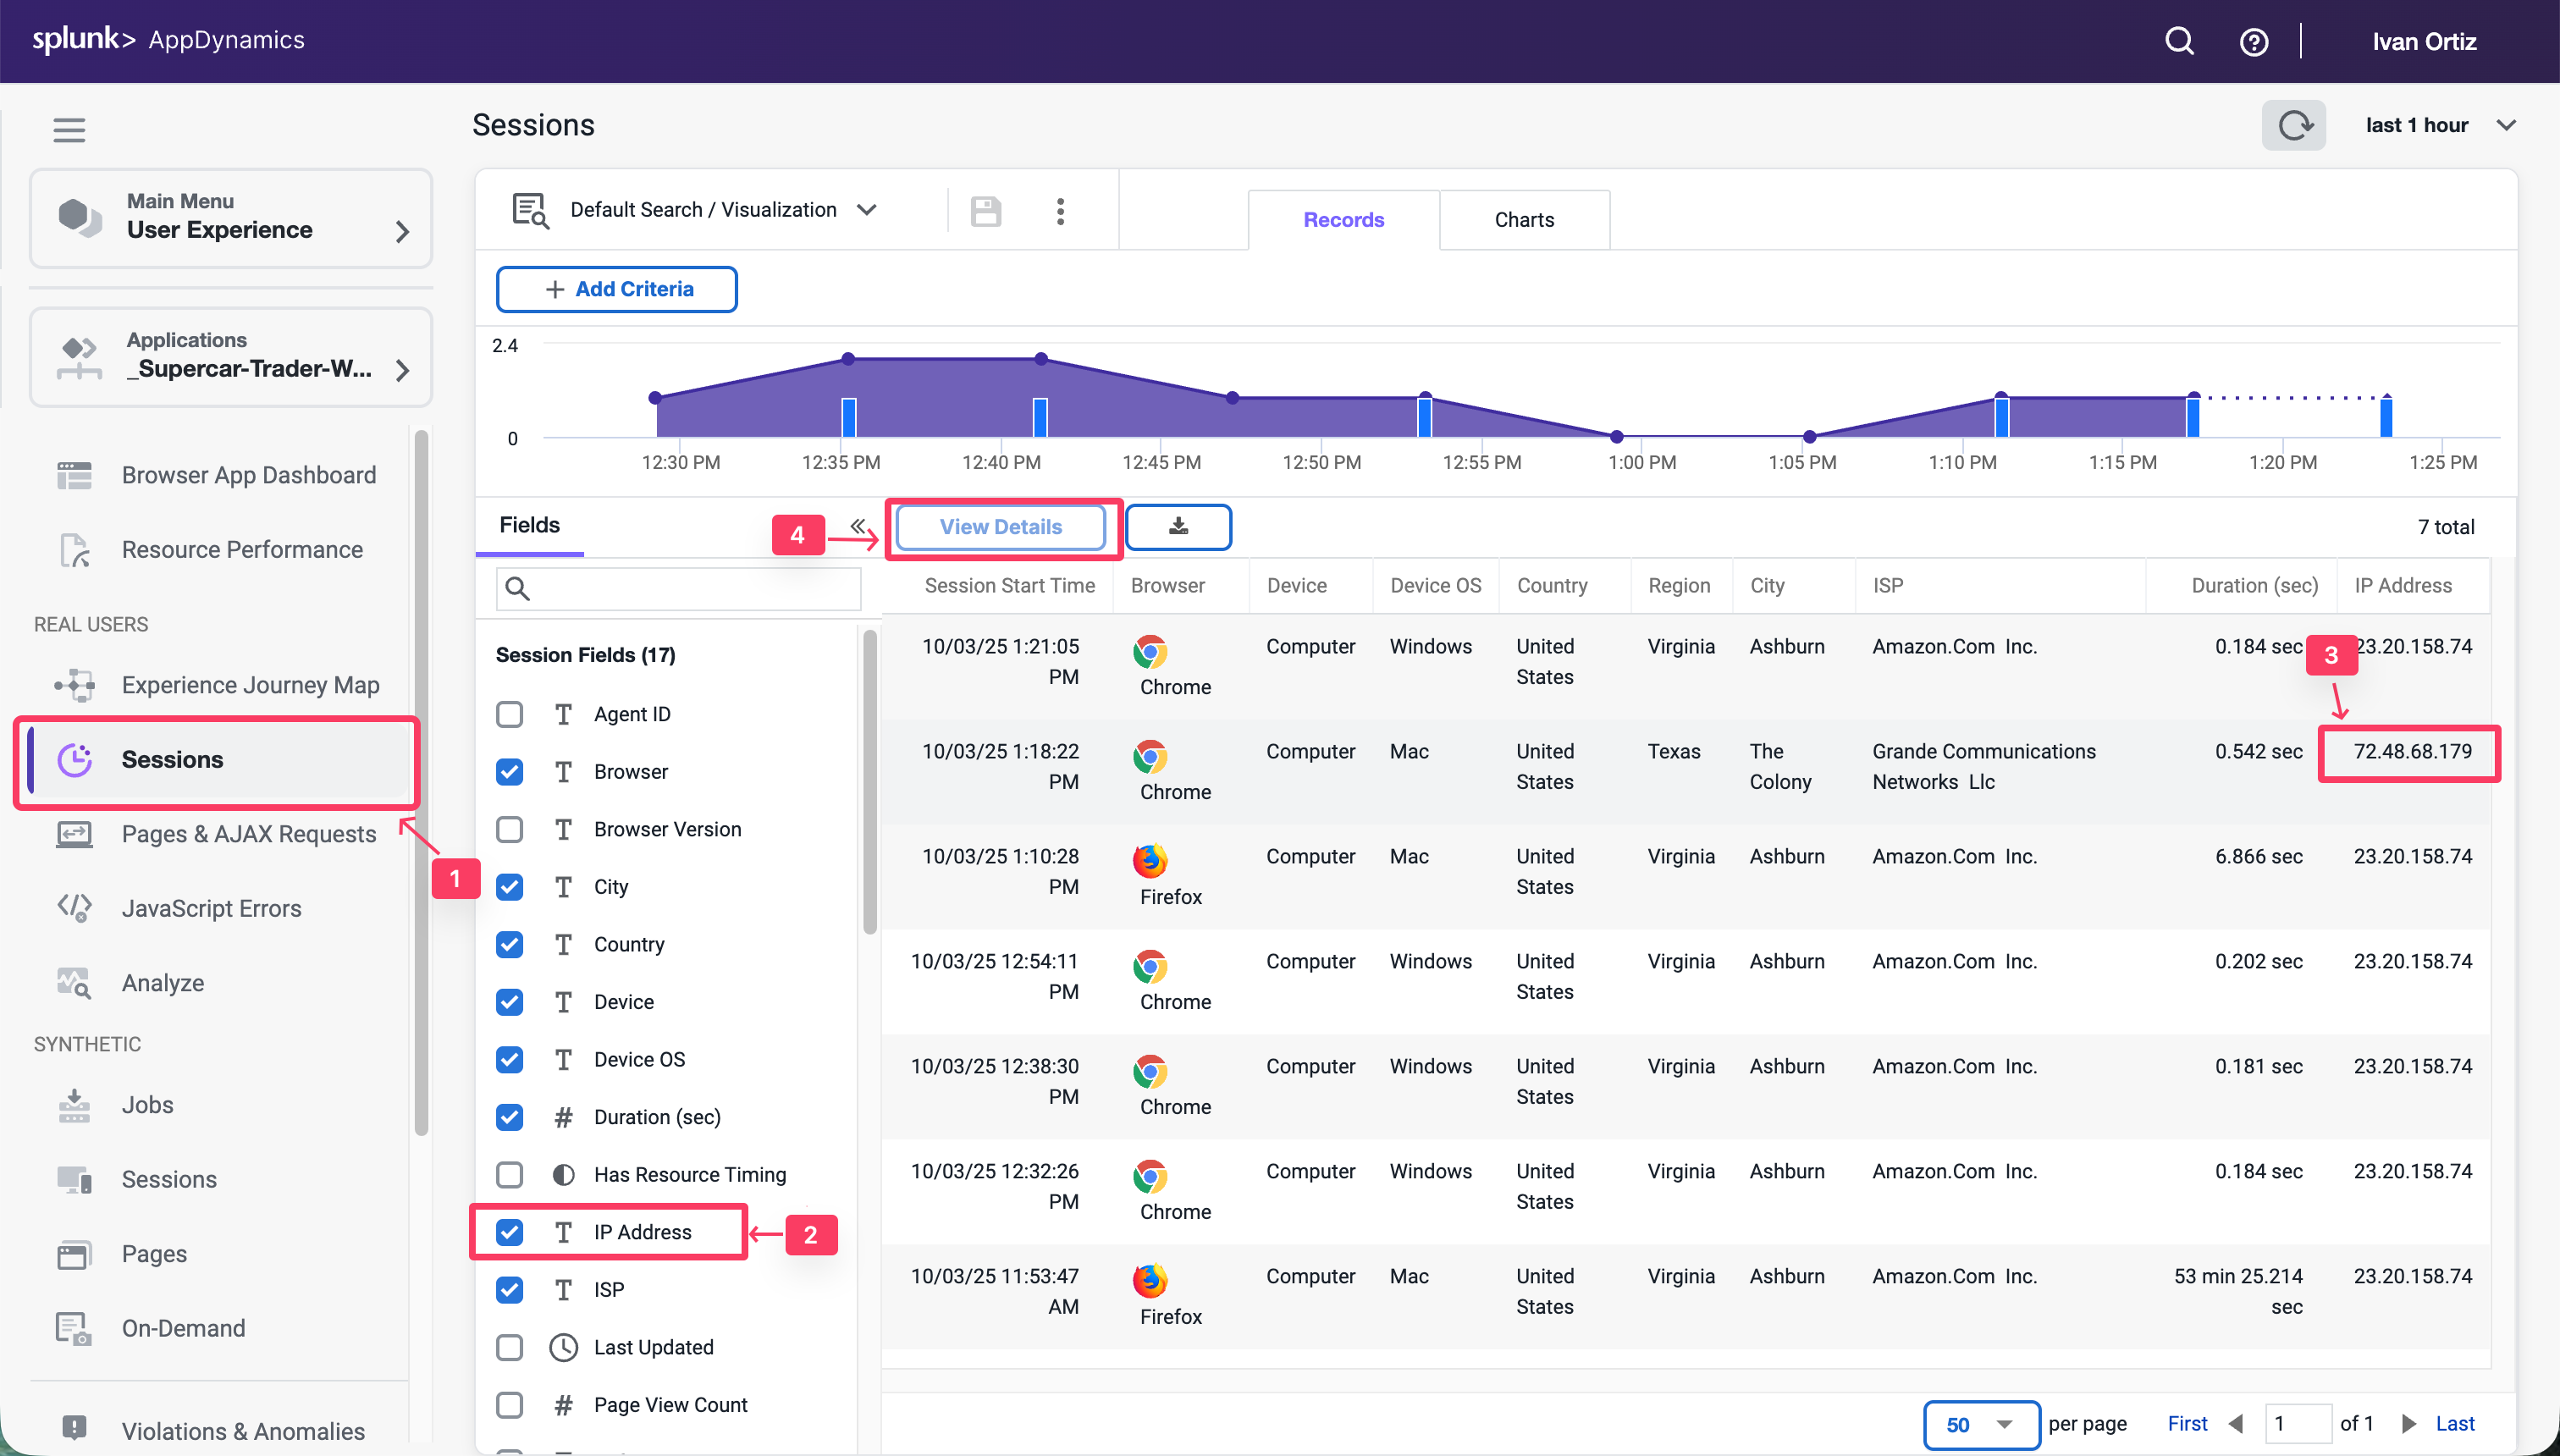 splunk> AppDynamics
Ivan Ortiz
Sessions
last 1 hour
Main Menu
User Experience
Applications
_Supercar-Trader-W...
Browser App Dashboard
Resource Performance
REAL USERS
Experience Journey Map
Sessions
Pages & AJAX Requests
1
JavaScript Errors
Analyze
SYNTHETIC
Jobs
Sessions
Pages
On-Demand
Violations & Anomalies
Default Search / Visualization
Records
Charts
+ Add Criteria
2.4
0
12:30 PM 12:35 PM 12:40 PM 12:45 PM 12:50 PM 12:55 PM 1:00 PM 1:05 PM 1:10 PM 1:15 PM 1:20 PM 1:25 PM
Fields
4
View Details
7 total
Session Fields (17)
Agent ID
Browser
Browser Version
City
Country
Device
Device OS
# Duration (sec)
Has Resource Timing
IP Address
2
ISP
Last Updated
# Page View Count
Session Start Time Browser Device Device OS Country Region City ISP Duration (sec) IP Address
10/03/25 1:21:05 Computer Windows United Virginia Ashburn Amazon.Com Inc. 0.184 sec 23.20.158.74
PM Chrome States
3
10/03/25 1:18:22 Computer Mac United Texas The Grande Communications 0.542 sec 72.48.68.179
PM Chrome States Colony Networks Llc
10/03/25 1:10:28 Computer Mac United Virginia Ashburn Amazon.Com Inc. 6.866 sec 23.20.158.74
PM Firefox States
10/03/25 12:54:11 Computer Windows United Virginia Ashburn Amazon.Com Inc. 0.202 sec 23.20.158.74
PM Chrome States
10/03/25 12:38:30 Computer Windows United Virginia Ashburn Amazon.Com Inc. 0.181 sec 23.20.158.74
PM Chrome States
10/03/25 12:32:26 Computer Windows United Virginia Ashburn Amazon.Com Inc. 0.184 sec 23.20.158.74
PM Chrome States
10/03/25 11:53:47 Computer Mac United Virginia Ashburn Amazon.Com Inc. 53 min 25.214 23.20.158.74
AM Firefox States sec
50 per page First 1 of 1 Last